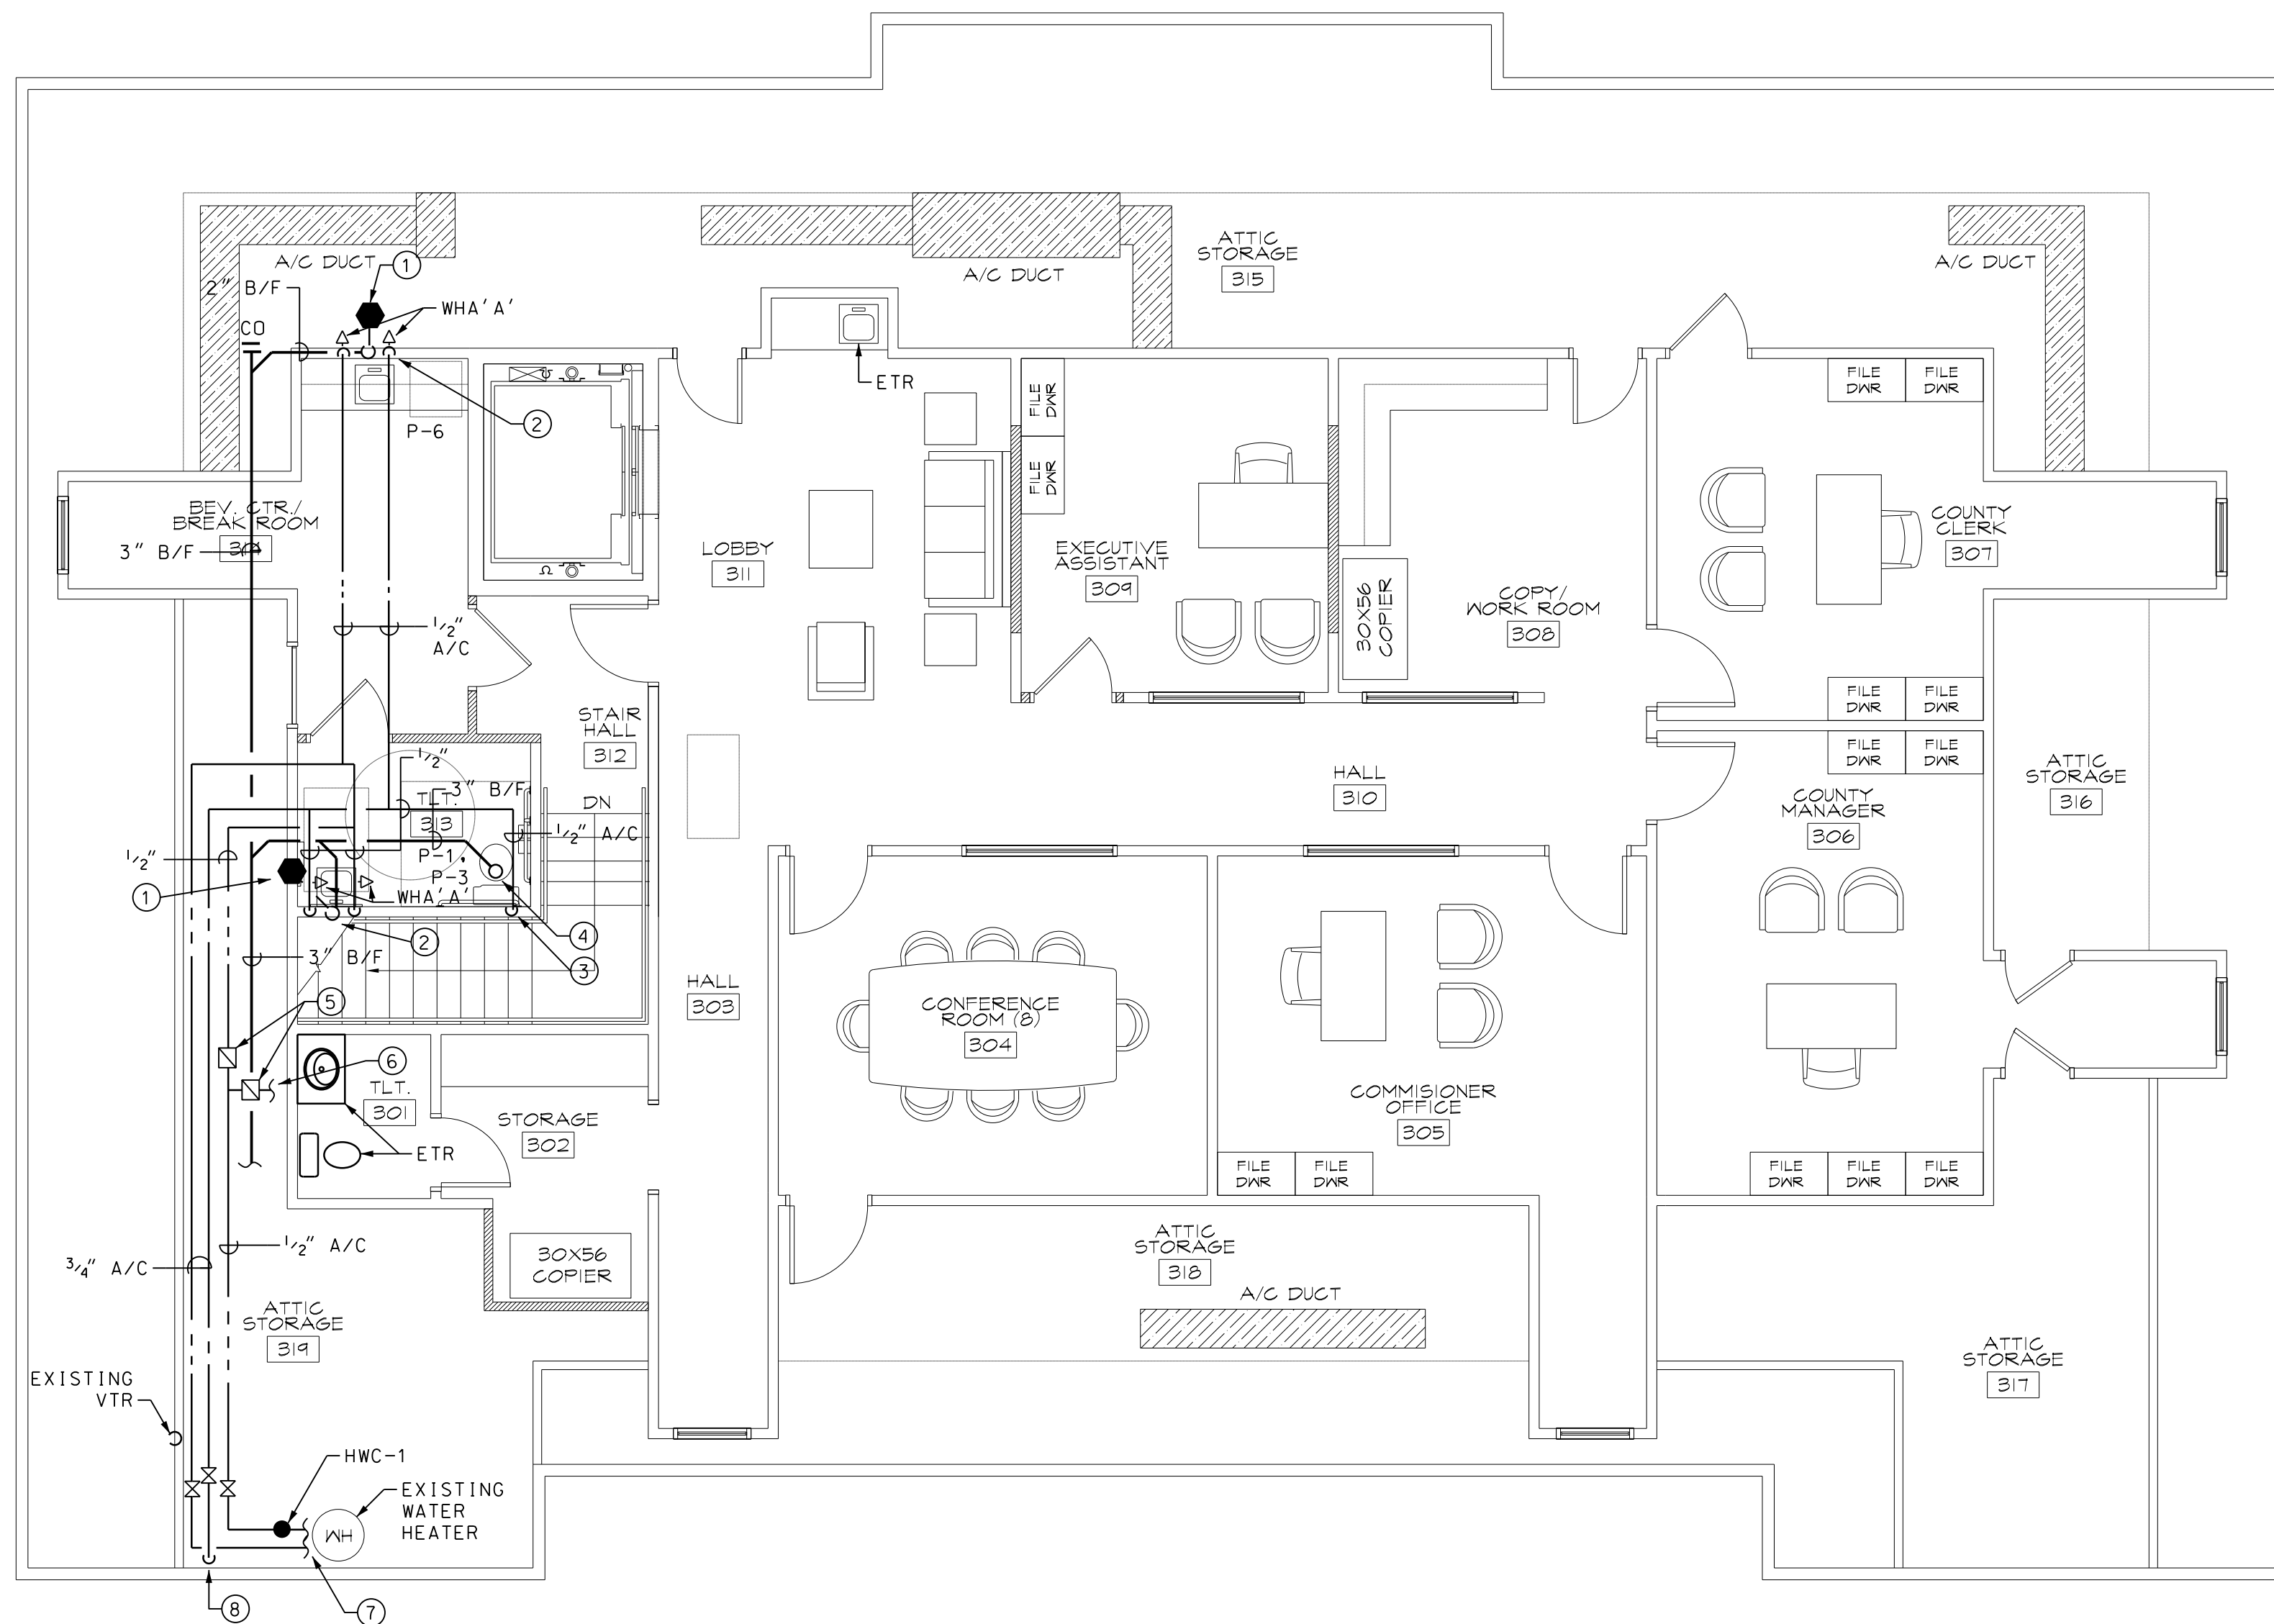 ATTIC
STORAGE
315
A/C DUCT
1
A/C DUCT
A/C DUCT
2" B/F
WHA'A'
CO
ETR
FILE
DWR
FILE
DWR
FILE
DWR
FILE
DWR
2
P-6
BEV. CTR./
BREAK ROOM
314
3" B/F
LOBBY
311
EXECUTIVE
ASSISTANT
309
COUNTY
CLERK
307
30X56
COPIER
COPY/
WORK ROOM
308
1/2"
A/C
STAIR
HALL
312
FILE
DWR
FILE
DWR
FILE
DWR
FILE
DWR
1/2"
3" B/F
TLT.
313
DN
HALL
310
ATTIC
STORAGE
316
COUNTY
MANAGER
306
1/2" A/C
1/2"
P-1,
P-3
WHA'A'
1
2
4
3" B/F
3
HALL
303
5
CONFERENCE
ROOM (8)
304
6
TLT.
301
STORAGE
302
ETR
COMMISIONER
OFFICE
305
FILE
DWR
FILE
DWR
FILE
DWR
FILE
DWR
FILE
DWR
1/2" A/C
3/4" A/C
30X56
COPIER
ATTIC
STORAGE
318
A/C DUCT
ATTIC
STORAGE
319
ATTIC
STORAGE
317
EXISTING
VTR
HWC-1
EXISTING
WATER
HEATER
WH
8
7